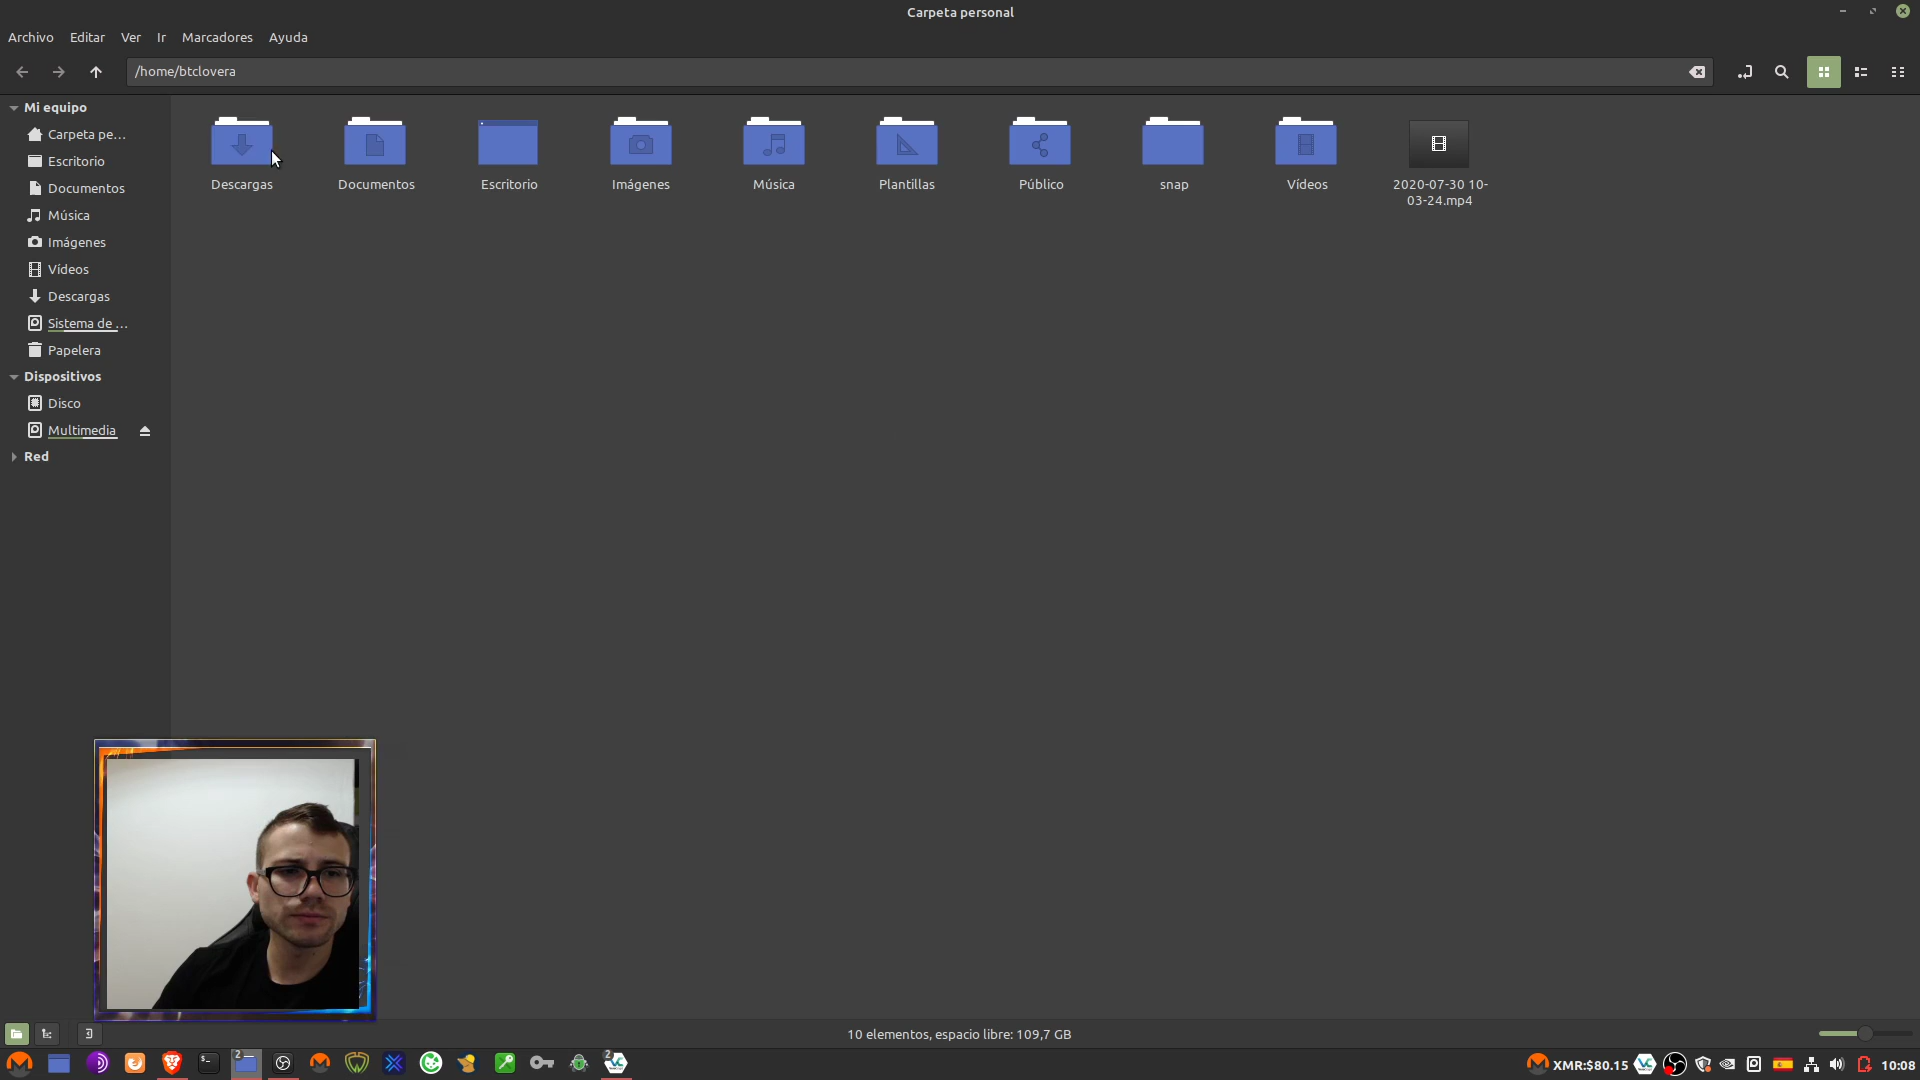 Carpeta personal
Archivo Editar Ver Ir Marcadores Ayuda
/home/btclovera
Mi equipo
Carpeta pe...
Escritorio
Documentos
Música
Imágenes
Vídeos
Descargas
Sistema de ...
Papelera
Dispositivos
Disco
Multimedia
Red
Descargas
Documentos
Escritorio
Imágenes
Música
Plantillas
Público
snap
Vídeos
2020-07-30 10-
03-24.mp4
10 elementos, espacio libre: 109,7 GB
2
2
XMR:$80.15
10:08